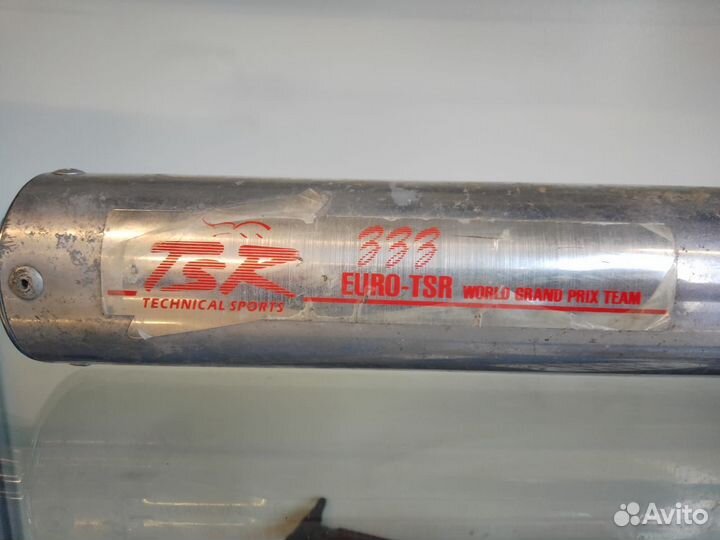 TSR
TECHNICAL SPORTS
333
EURO-TSR WORLD GRAND PRIX TEAM
Avito